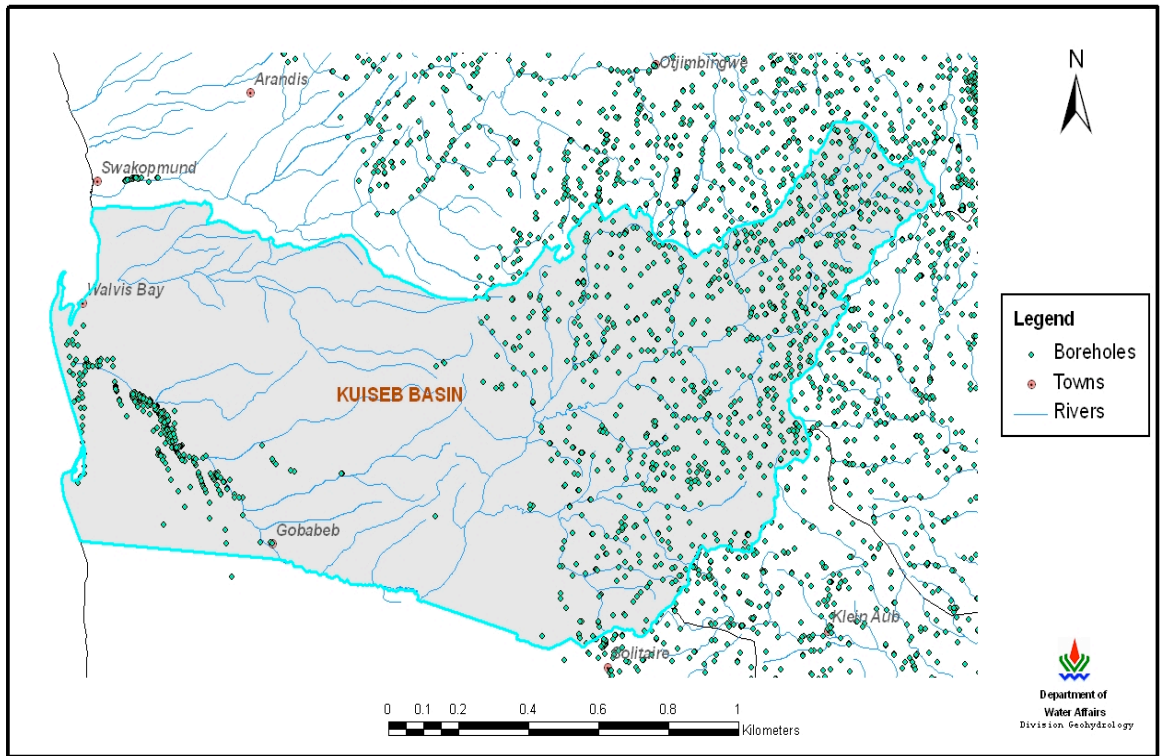 N
Otjimbingwe
Arandis
Swakopmund
Walvis Bay
KUISEB BASIN
Gobabeb
Klein Aub
Solitaire
Legend
Boreholes
Towns
Rivers
0 0.1 0.2 0.4 0.6 0.8 1
Kilometers
Department of
Water Affairs
Division Geohydrology